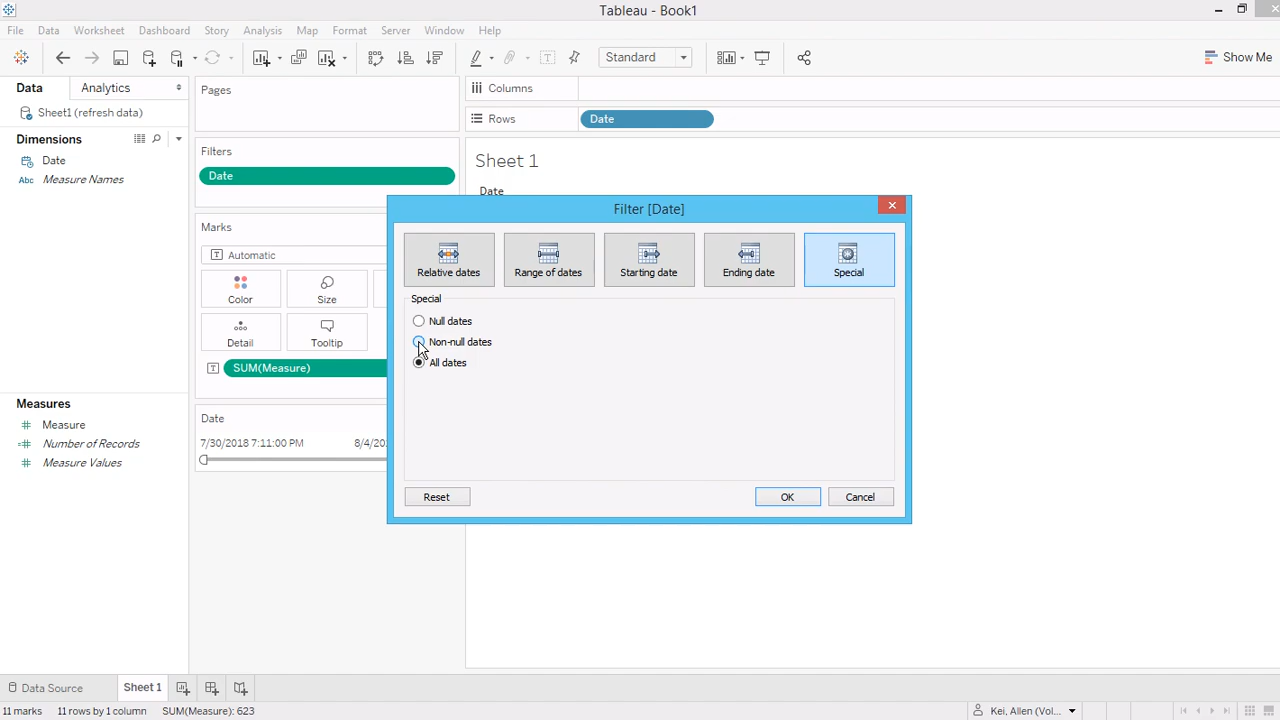 Tableau - Book1
File Data Worksheet Dashboard Story Analysis Map Format Server Window Help
Standard Show Me
Data Analytics
Sheet1 (refresh data)
Dimensions
Date
Abc Measure Names
Measures
Measure
Number of Records
Measure Values
Pages
Filters
Date
Marks
Automatic
Color Size
Detail Tooltip
SUM(Measure)
Date
7/30/2018 7:11:00 PM
Columns
Rows Date
Sheet 1
Date
Filter [Date]
Relative dates Range of dates Starting date Ending date Special
Special
Null dates
Non-null dates
All dates
Reset OK Cancel
Data Source Sheet 1
11 marks 11 rows by 1 column SUM(Measure): 623 Kei, Allen (Vol...